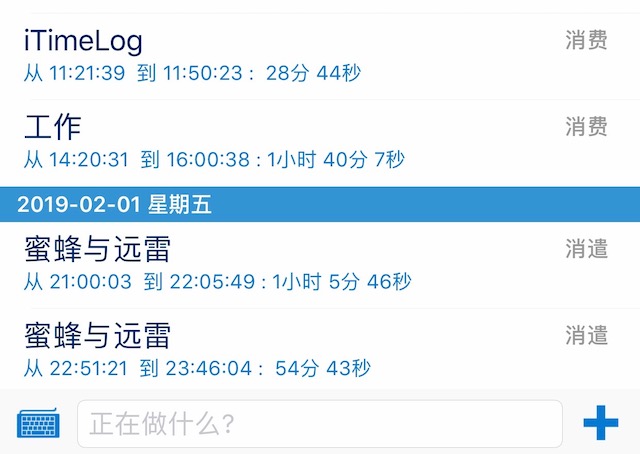 iTimeLog 消费
从 11:21:39 到 11:50:23 : 28分 44秒
工作 消费
从 14:20:31 到 16:00:38 : 1小时 40分 7秒
2019-02-01 星期五
蜜蜂与远雷 消遣
从 21:00:03 到 22:05:49 : 1小时 5分 46秒
蜜蜂与远雷 消遣
从 22:51:21 到 23:46:04 : 54分 43秒
正在做什么?